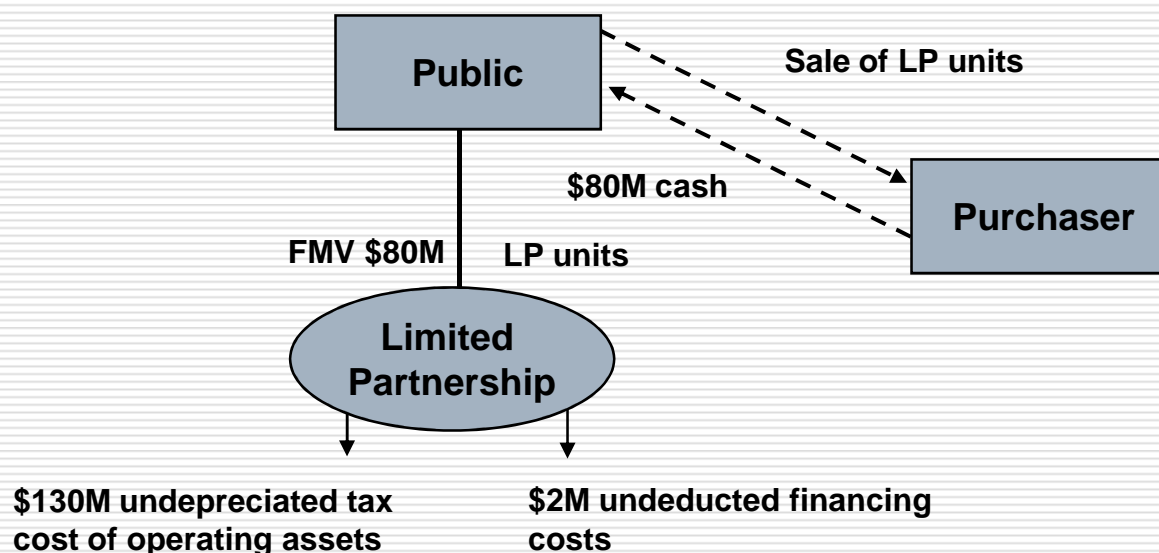 Public
Sale of LP units
$80M cash
Purchaser
FMV $80M
LP units
Limited
Partnership
$130M undepreciated tax
cost of operating assets
$2M undeducted financing
costs